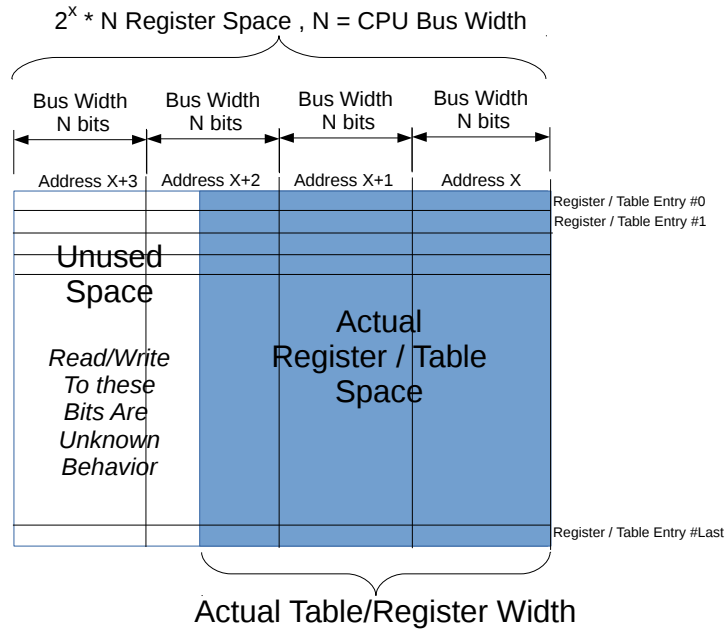 2^x * N Register Space , N = CPU Bus Width
Bus Width
N bits
Bus Width
N bits
Bus Width
N bits
Bus Width
N bits
Address X+3
Address X+2
Address X+1
Address X
Register / Table Entry #0
Register / Table Entry #1
Unused
Space
Actual
Register / Table
Space
Read/Write
To these
Bits Are
Unknown
Behavior
Register / Table Entry #Last
Actual Table/Register Width